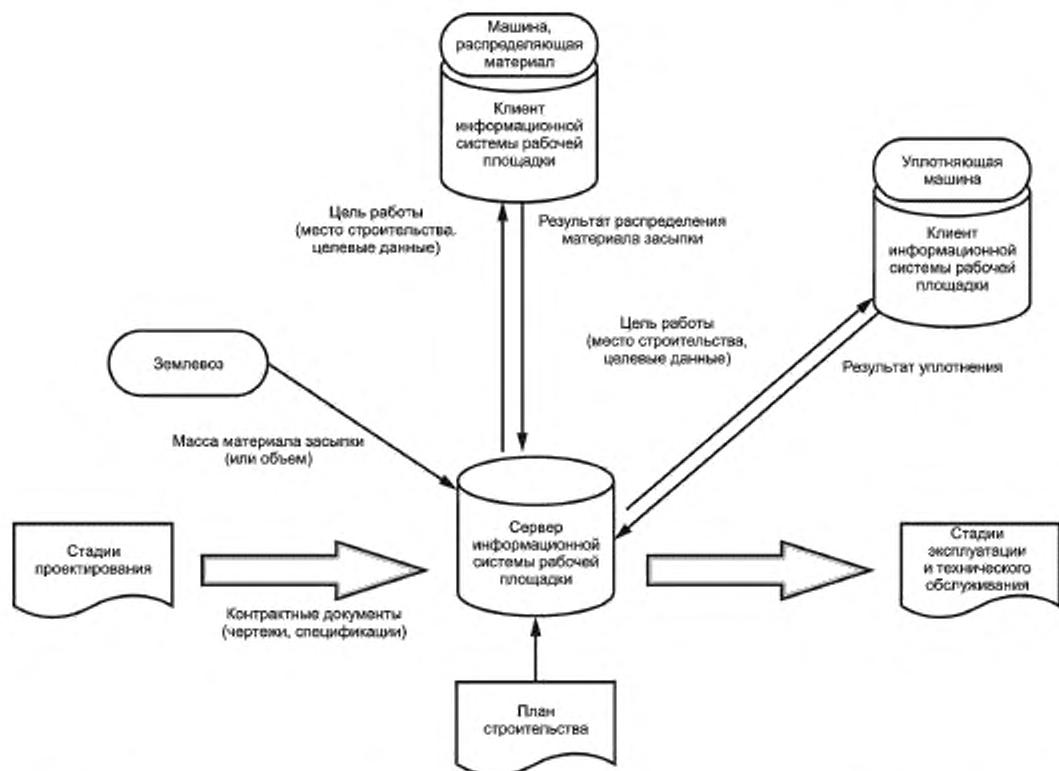 Машина,
распределяющая
материал
Клиент
информационной
системы рабочей
площадки
Уплотняющая
машина
Клиент
информационной
системы рабочей
площадки
Цель работы
(место строительства,
целевые данные)
Результат распределения
материала засыпки
Цель работы
(место строительства,
целевые данные)
Результат уплотнения
Землевоз
Масса материала засыпки
(или объем)
Стадии
проектирования
Контрактные документы
(чертежи, спецификации)
Сервер
информационной
системы рабочей
площадки
Стадии
эксплуатации
и технического
обслуживания
План
строительства